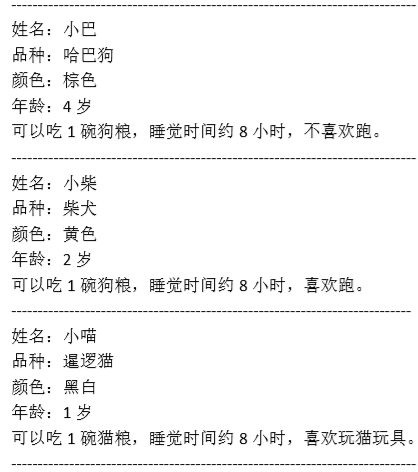 姓名：小巴
品种：哈巴狗
颜色：棕色
年龄：4 岁
可以吃 1 碗狗粮，睡觉时间约 8 小时，不喜欢跑。
姓名：小柴
品种：柴犬
颜色：黄色
年龄：2 岁
可以吃 1 碗狗粮，睡觉时间约 8 小时，喜欢跑。
姓名：小喵
品种：暹逻猫
颜色：黑白
年龄：1 岁
可以吃 1 碗猫粮，睡觉时间约 8 小时，喜欢玩猫玩具。